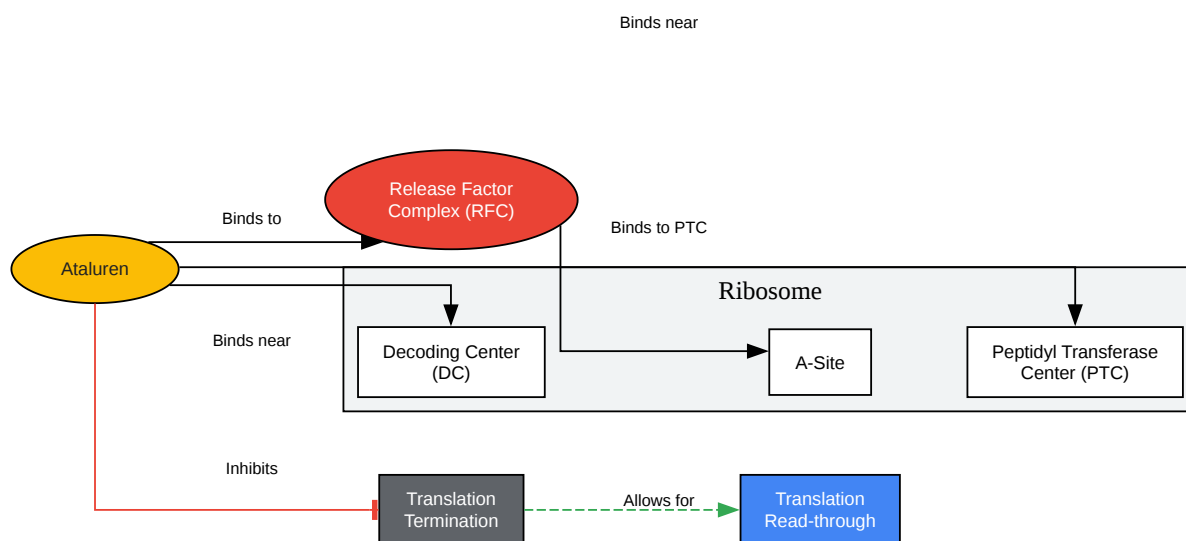 Binds near
Release Factor
Complex (RFC)
Binds to
Binds to PTC
Ataluren
Ribosome
Binds near
Decoding Center
(DC)
A-Site
Peptidyl Transferase
Center (PTC)
Inhibits
Translation
Termination
Allows for
Translation
Read-through